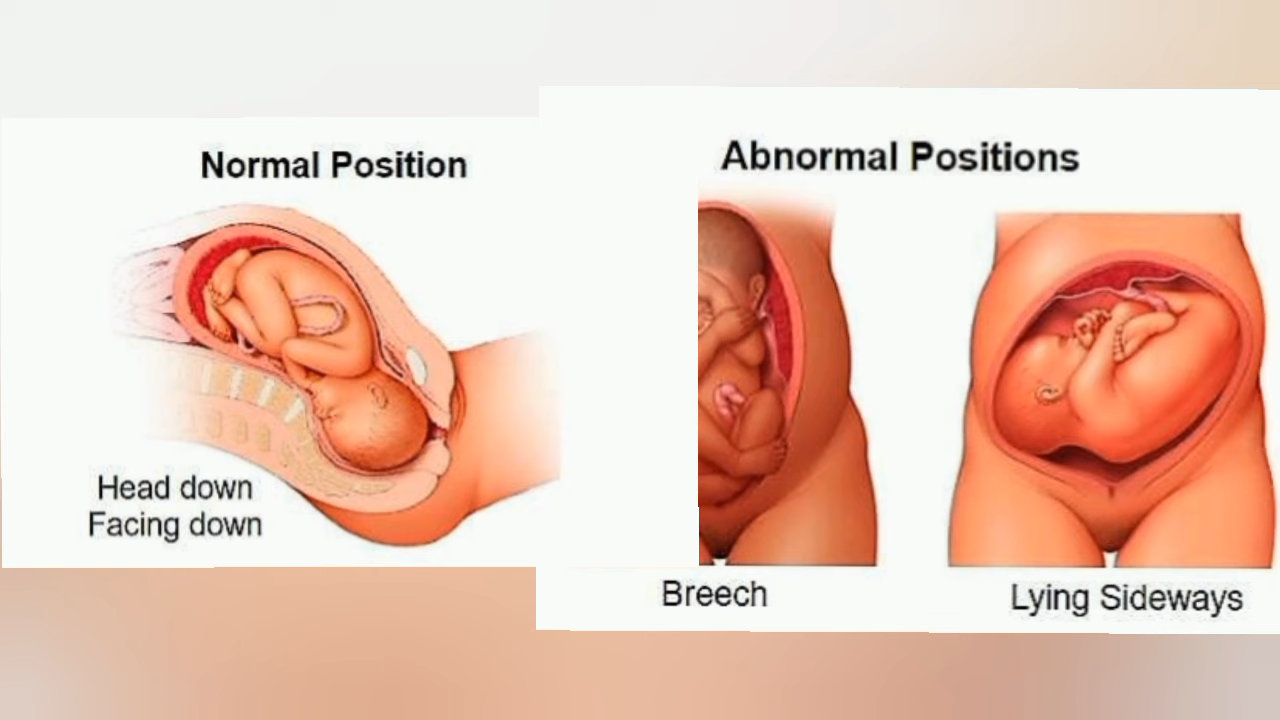 Normal Position
Head down
Facing down
Abnormal Positions
Breech
Lying Sideways